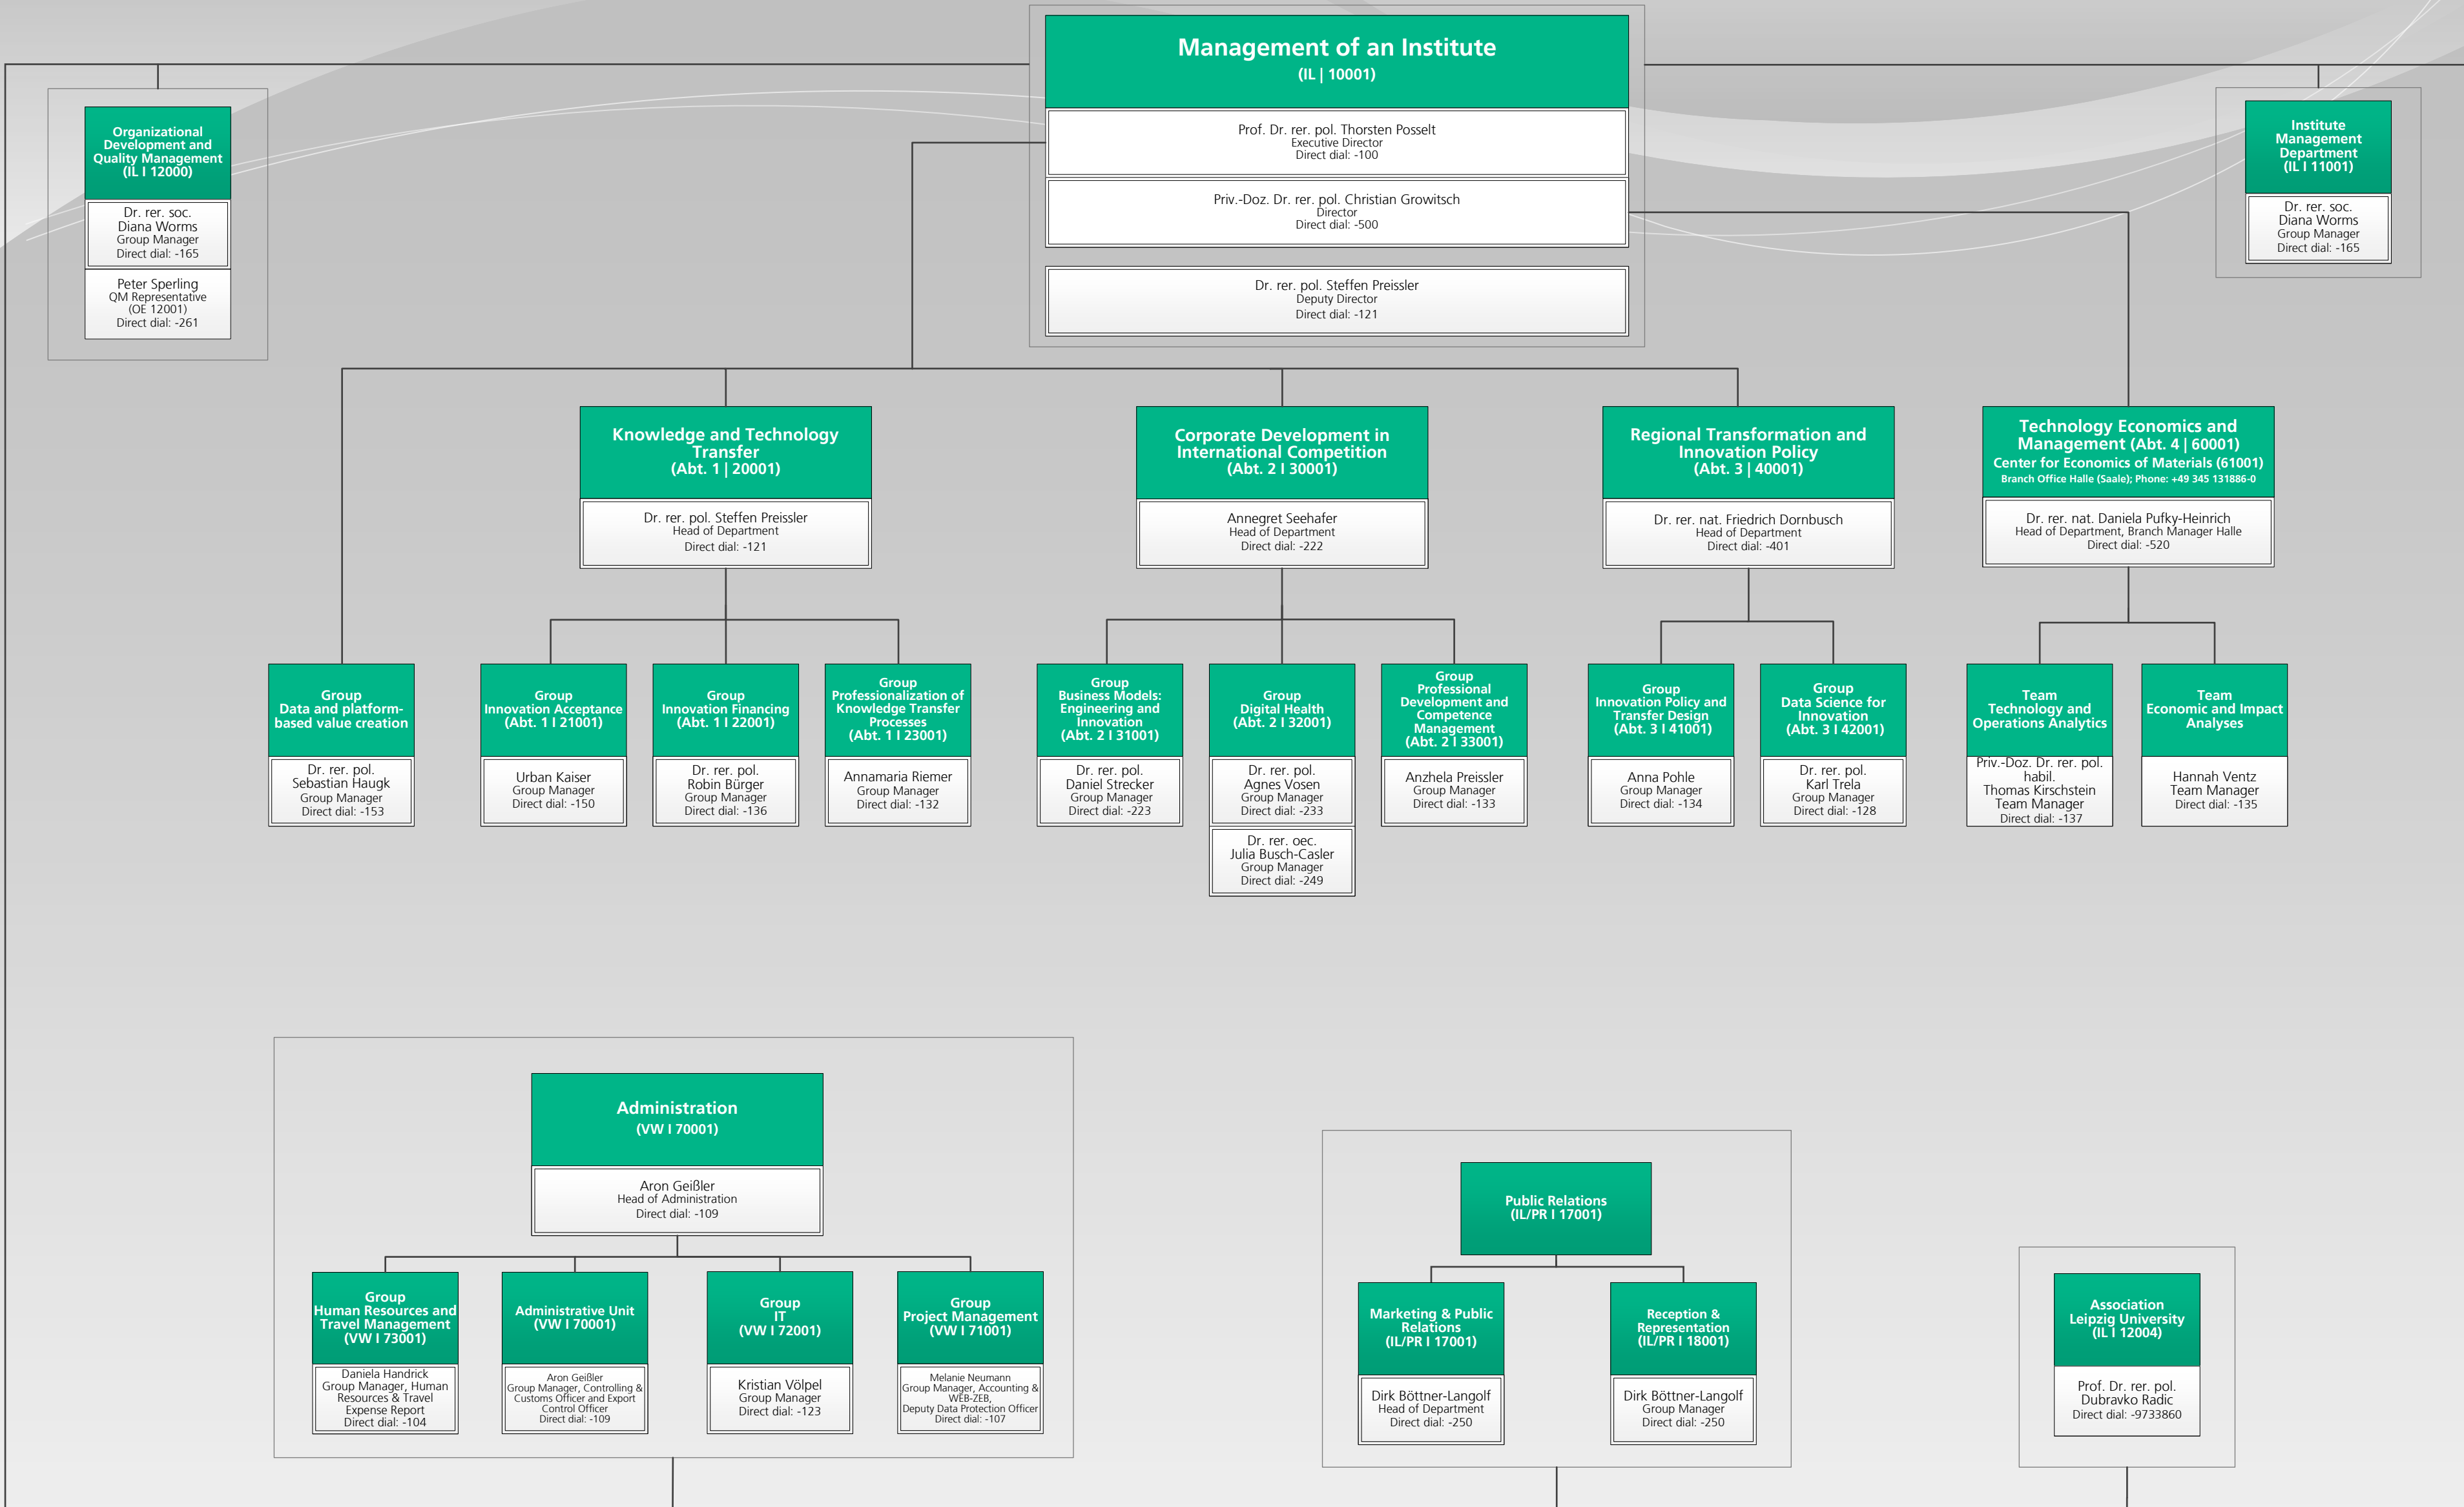 Management of an Institute
(IL | 10001)
Prof. Dr. rer. pol. Thorsten Posselt
Executive Director
Direct dial: -100
Priv.-Doz. Dr. rer. pol. Christian Growitsch
Director
Direct dial: -500
Dr. rer. pol. Steffen Preissler
Deputy Director
Direct dial: -121
Organizational
Development and
Quality Management
(IL I 12000)
Dr. rer. soc.
Diana Worms
Group Manager
Direct dial: -165
Peter Sperling
QM Representative
(OE 12001)
Direct dial: -261
Institute
Management
Department
(IL I 11001)
Dr. rer. soc.
Diana Worms
Group Manager
Direct dial: -165
Knowledge and Technology
Transfer
(Abt. 1 | 20001)
Dr. rer. pol. Steffen Preissler
Head of Department
Direct dial: -121
Corporate Development in
International Competition
(Abt. 2 I 30001)
Annegret Seehafer
Head of Department
Direct dial: -222
Regional Transformation and
Innovation Policy
(Abt. 3 | 40001)
Dr. rer. nat. Friedrich Dornbusch
Head of Department
Direct dial: -401
Technology Economics and
Management (Abt. 4 | 60001)
Center for Economics of Materials (61001)
Branch Office Halle (Saale); Phone: +49 345 131886-0
Dr. rer. nat. Daniela Pufky-Heinrich
Head of Department, Branch Manager Halle
Direct dial: -520
Group
Data and platform-
based value creation
Dr. rer. pol.
Sebastian Haugk
Group Manager
Direct dial: -153
Group
Innovation Acceptance
(Abt. 1 I 21001)
Urban Kaiser
Group Manager
Direct dial: -150
Group
Innovation Financing
(Abt. 1 I 22001)
Dr. rer. pol.
Robin Bürger
Group Manager
Direct dial: -136
Group
Professionalization of
Knowledge Transfer
Processes
(Abt. 1 I 23001)
Annamaria Riemer
Group Manager
Direct dial: -132
Group
Business Models:
Engineering and
Innovation
(Abt. 2 I 31001)
Dr. rer. pol.
Daniel Strecker
Group Manager
Direct dial: -223
Group
Digital Health
(Abt. 2 I 32001)
Dr. rer. pol.
Agnes Vosen
Group Manager
Direct dial: -233
Dr. rer. oec.
Julia Busch-Casler
Group Manager
Direct dial: -249
Group
Professional
Development and
Competence
Management
(Abt. 2 I 33001)
Anzhela Preissler
Group Manager
Direct dial: -133
Group
Innovation Policy and
Transfer Design
(Abt. 3 I 41001)
Anna Pohle
Group Manager
Direct dial: -134
Group
Data Science for
Innovation
(Abt. 3 I 42001)
Dr. rer. pol.
Karl Trela
Group Manager
Direct dial: -128
Team
Technology and
Operations Analytics
Priv.-Doz. Dr. rer. pol.
habil.
Thomas Kirschstein
Team Manager
Direct dial: -137
Team
Economic and Impact
Analyses
Hannah Ventz
Team Manager
Direct dial: -135
Administration
(VW I 70001)
Aron Geißler
Head of Administration
Direct dial: -109
Group
Human Resources and
Travel Management
(VW I 73001)
Daniela Handrick
Group Manager, Human
Resources & Travel
Expense Report
Direct dial: -104
Administrative Unit
(VW I 70001)
Aron Geißler
Group Manager, Controlling &
Customs Officer and Export
Control Officer
Direct dial: -109
Group
IT
(VW I 72001)
Kristian Völpel
Group Manager
Direct dial: -123
Group
Project Management
(VW I 71001)
Melanie Neumann
Group Manager, Accounting &
WEB-ZEB,
Deputy Data Protection Officer
Direct dial: -107
Public Relations
(IL/PR I 17001)
Marketing & Public
Relations
(IL/PR I 17001)
Dirk Böttner-Langolf
Head of Department
Direct dial: -250
Reception &
Representation
(IL/PR I 18001)
Dirk Böttner-Langolf
Group Manager
Direct dial: -250
Association
Leipzig University
(IL I 12004)
Prof. Dr. rer. pol.
Dubravko Radic
Direct dial: -9733860